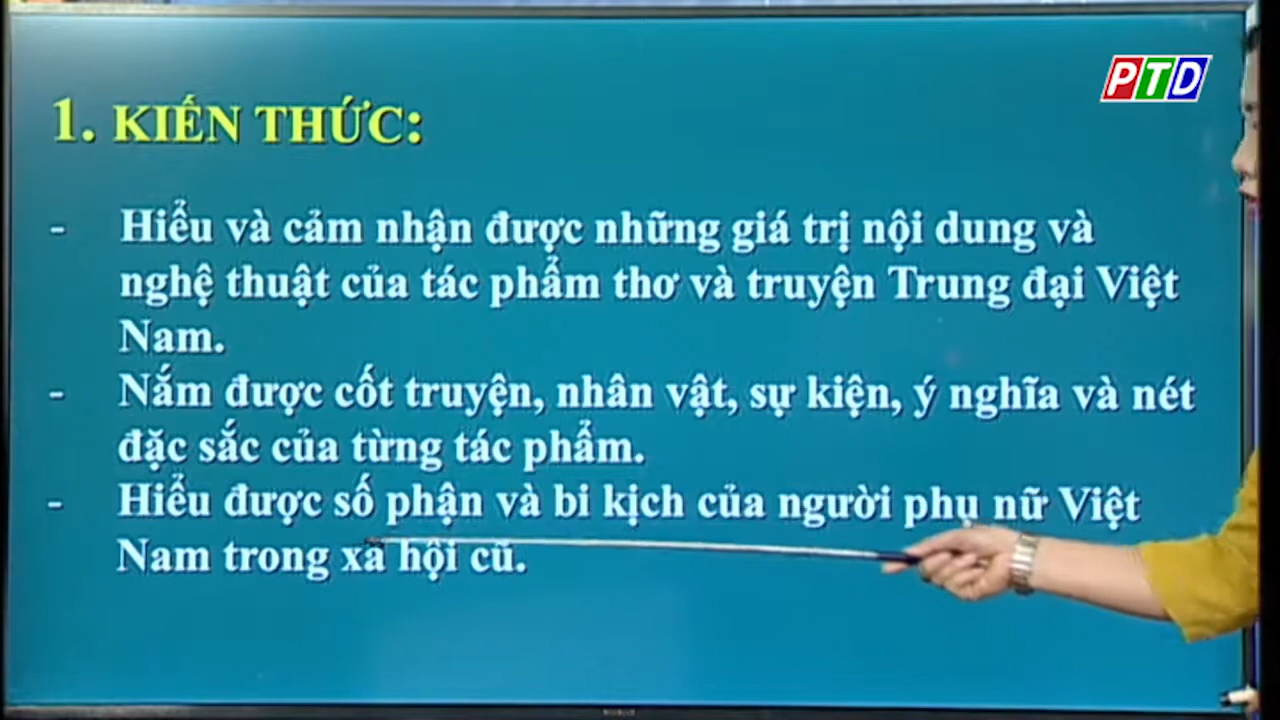 PTD
1. KIẾN THỨC:
- Hiểu và cảm nhận được những giá trị nội dung và
nghệ thuật của tác phẩm thơ và truyện Trung đại Việt
Nam.
- Nắm được cốt truyện, nhân vật, sự kiện, ý nghĩa và nét
đặc sắc của từng tác phẩm.
- Hiểu được số phận và bi kịch của người phụ nữ Việt
Nam trong xã hội cũ.